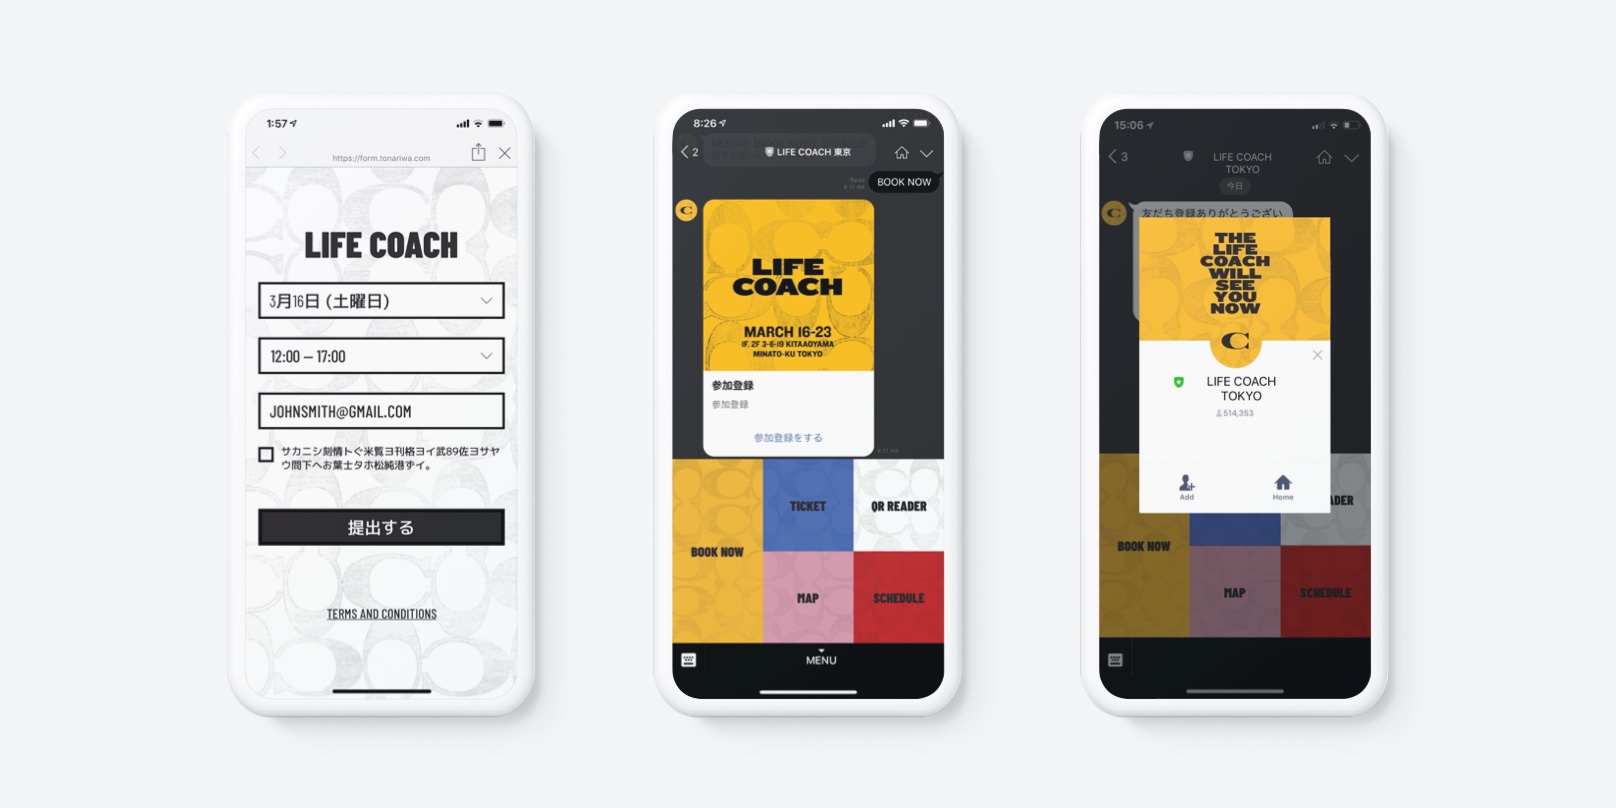 1:57
https://form.tonariwa.com
LIFE COACH
3月16日 (土曜日)
12:00 – 17:00
JOHNSMITH@GMAIL.COM
サカニシ刻情トぐ米覧ヨ刊格ヨイ武89佐ヨサヤ
ウ間下へお葉士タホ松純港ずイ。
提出する
TERMS AND CONDITIONS
8:26
2
LIFE COACH 東京
Read
8:17 AM
BOOK NOW
C
LIFE
COACH
MARCH 16-23
1F. 2F 3-6-19 KITAAOYAMA
MINATO-KU TOKYO
参加登録
参加登録
参加登録をする
8:17 AM
BOOK NOW
TICKET
QR READER
MAP
SCHEDULE
MENU
15:06
3
LIFE COACH
TOKYO
今日
C
友だち登録ありがとうござい
THE
LIFE
COACH
WILL
SEE
YOU
NOW
C
LIFE COACH
TOKYO
514,353
Add
Home
ADER
BOOK NOW
MAP
SCHEDULE